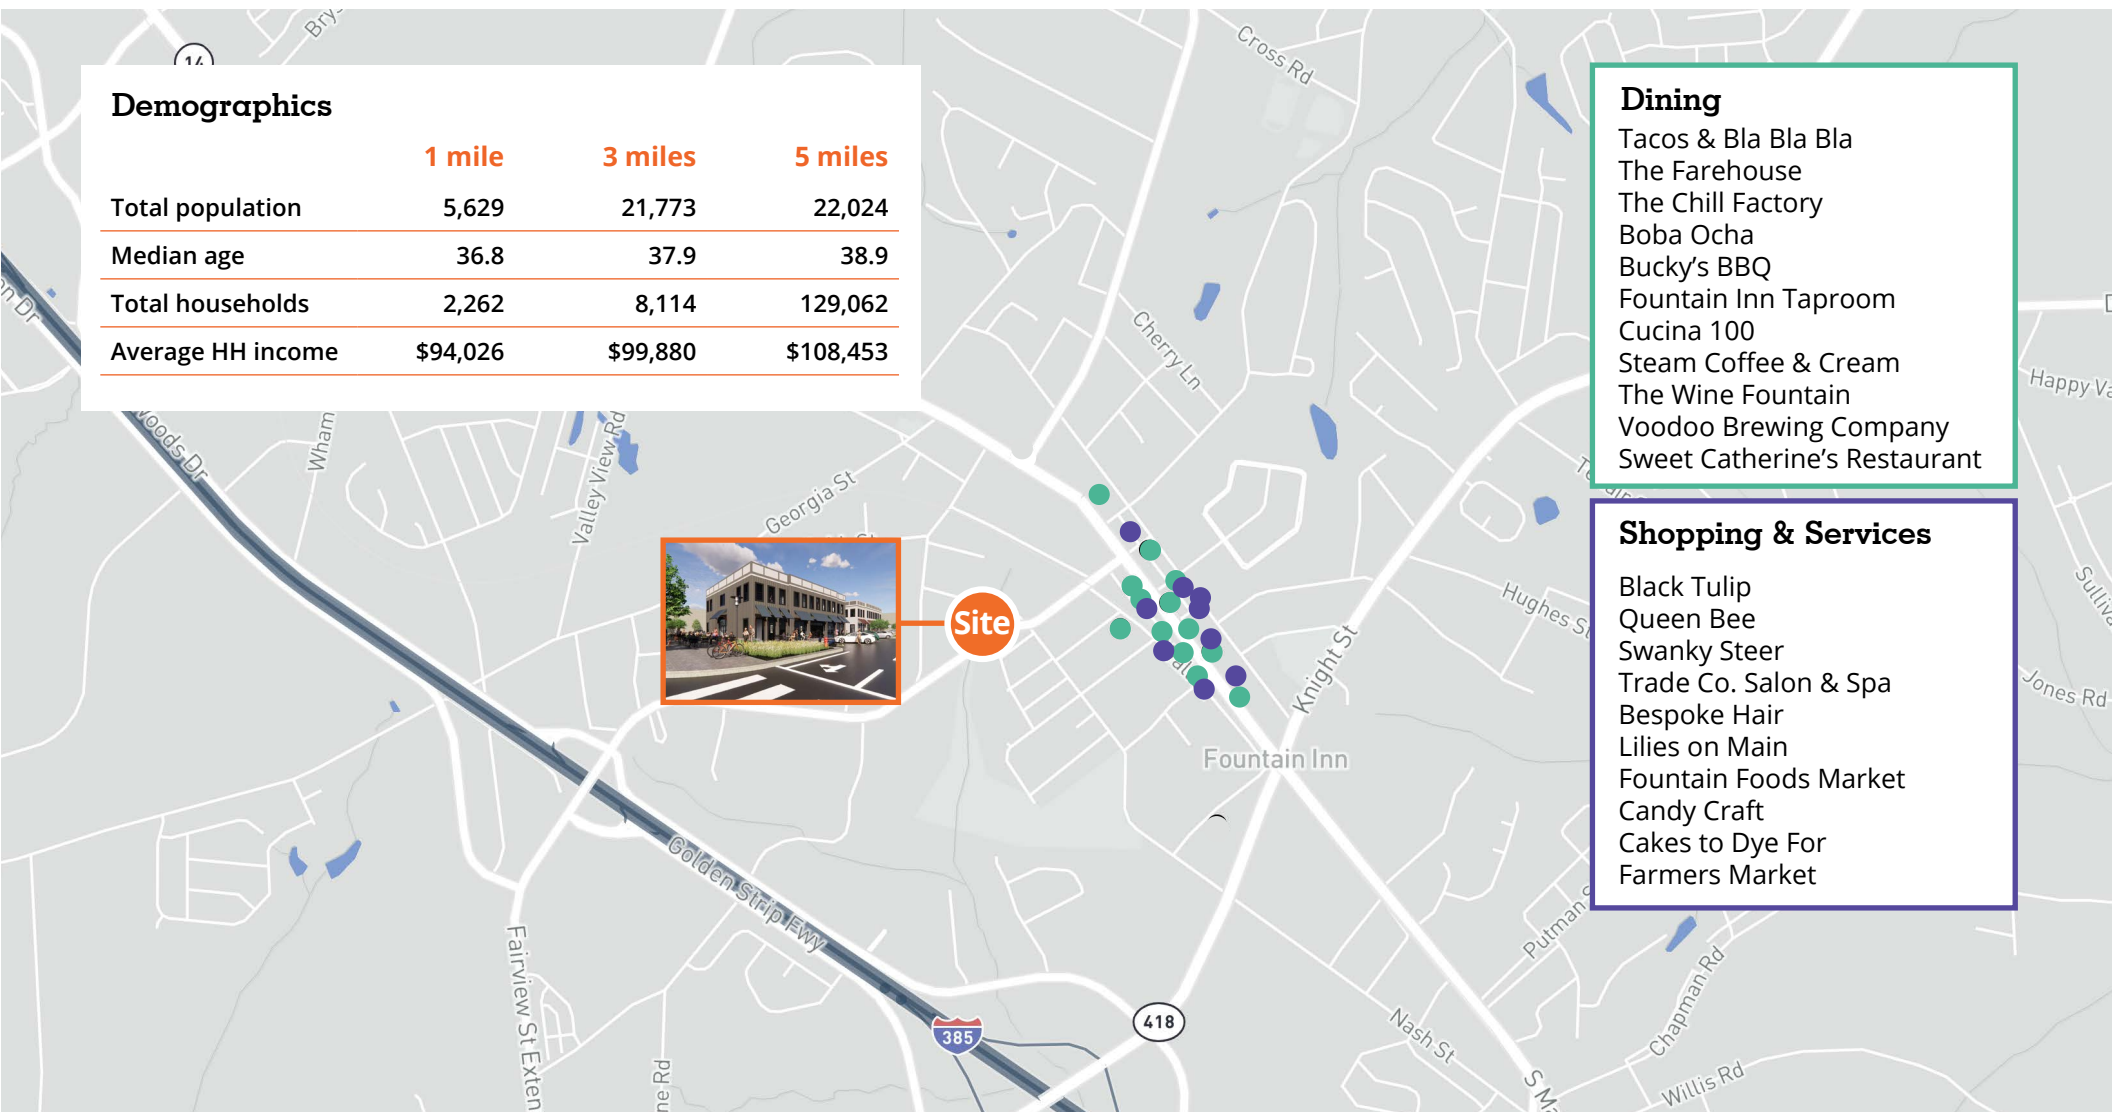 14
Demographics
1 mile 3 miles 5 miles
Total population 5,629 21,773 22,024
Median age 36.8 37.9 38.9
Total households 2,262 8,114 129,062
Average HH income $94,026 $99,880 $108,453
Dining
Tacos & Bla Bla Bla
The Farehouse
The Chill Factory
Boba Ocha
Bucky's BBQ
Fountain Inn Taproom
Cucina 100
Steam Coffee & Cream
The Wine Fountain
Voodoo Brewing Company
Sweet Catherine's Restaurant
Shopping & Services
Black Tulip
Queen Bee
Swanky Steer
Trade Co. Salon & Spa
Bespoke Hair
Lilies on Main
Fountain Foods Market
Candy Craft
Cakes to Dye For
Farmers Market
Cross Rd
Cherry Ln
Happy
Valley View Rd
Georgia St
Site
Hughes St
Knight St
Jones Rd
Fountain Inn
Golden Strip Fwy
Fairview St Exten
Putman
Chapman Rd
Nash St
Willis Rd
385
418